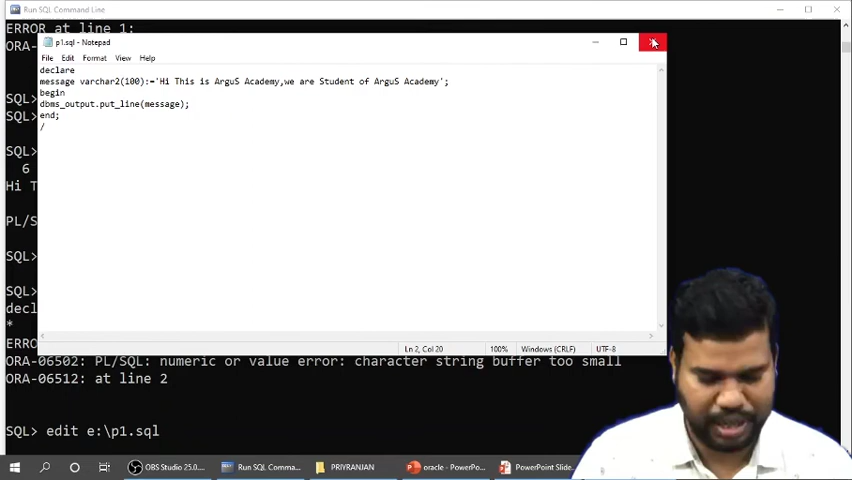 Run SQL Command Line
ERROR at line 1:
ORA-0
p1.sql - Notepad
File Edit Format View Help
declare
message varchar2(100):='Hi This is ArguS Academy,we are Student of ArguS Academy';
begin
dbms_output.put_line(message);
end;
/
SQL>
SQL>
SQL>
6
Hi T
PL/S
SQL>
SQL>
decl
*
ERRO
Ln 2, Col 20 100% Windows (CRLF) UTF-8
ORA-06502: PL/SQL: numeric or value error: character string buffer too small
ORA-06512: at line 2
SQL> edit e:\p1.sql
OBS Studio 25.0.... Run SQL Comma... PRIYRANJAN oracle - PowerPo... PowerPoint Slide...